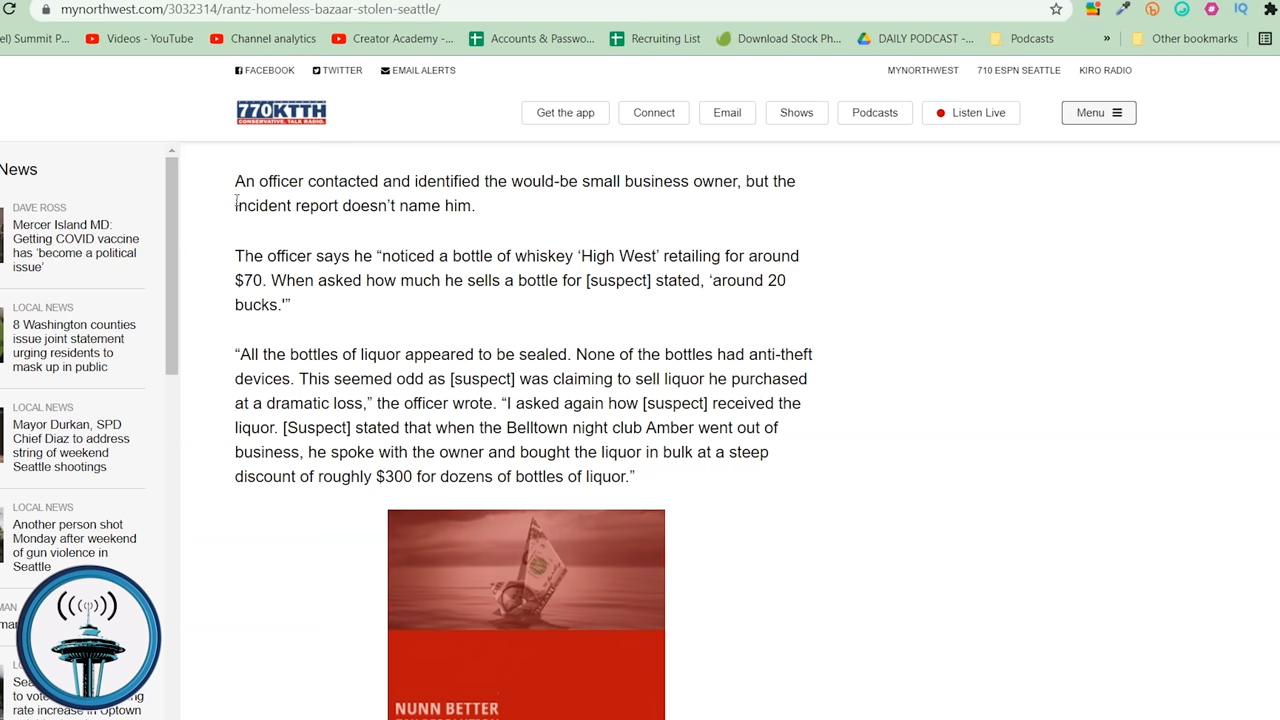 mynorthwest.com/3032314/rantz-homeless-bazaar-stolen-seattle/
el) Summit P...
Videos - YouTube
Channel analytics
Creator Academy -...
Accounts & Passwo...
Recruiting List
Download Stock Ph...
DAILY PODCAST -...
Podcasts
»
Other bookmarks
FACEBOOK
TWITTER
EMAIL ALERTS
MYNORTHWEST
710 ESPN SEATTLE
KIRO RADIO
770KTTH
CONSERVATIVE. TALK RADIO.
Get the app
Connect
Email
Shows
Podcasts
Listen Live
Menu
News
DAVE ROSS
Mercer Island MD:
Getting COVID vaccine
has ‘become a political
issue’
LOCAL NEWS
8 Washington counties
issue joint statement
urging residents to
mask up in public
LOCAL NEWS
Mayor Durkan, SPD
Chief Diaz to address
string of weekend
Seattle shootings
LOCAL NEWS
Another person shot
Monday after weekend
of gun violence in
Seattle
An officer contacted and identified the would-be small business owner, but the
incident report doesn’t name him.
The officer says he “noticed a bottle of whiskey ‘High West’ retailing for around
$70. When asked how much he sells a bottle for [suspect] stated, ‘around 20
bucks.'”
“All the bottles of liquor appeared to be sealed. None of the bottles had anti-theft
devices. This seemed odd as [suspect] was claiming to sell liquor he purchased
at a dramatic loss,” the officer wrote. “I asked again how [suspect] received the
liquor. [Suspect] stated that when the Belltown night club Amber went out of
business, he spoke with the owner and bought the liquor in bulk at a steep
discount of roughly $300 for dozens of bottles of liquor.”
NUNN BETTER